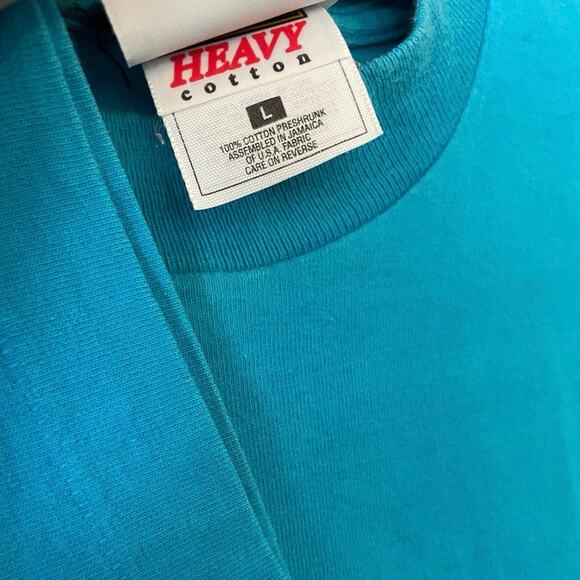 HEAVY
cotton
L
100% COTTON PRESHRUNK
ASSEMBLED IN JAMAICA
OF U.S.A. FABRIC
CARE ON REVERSE